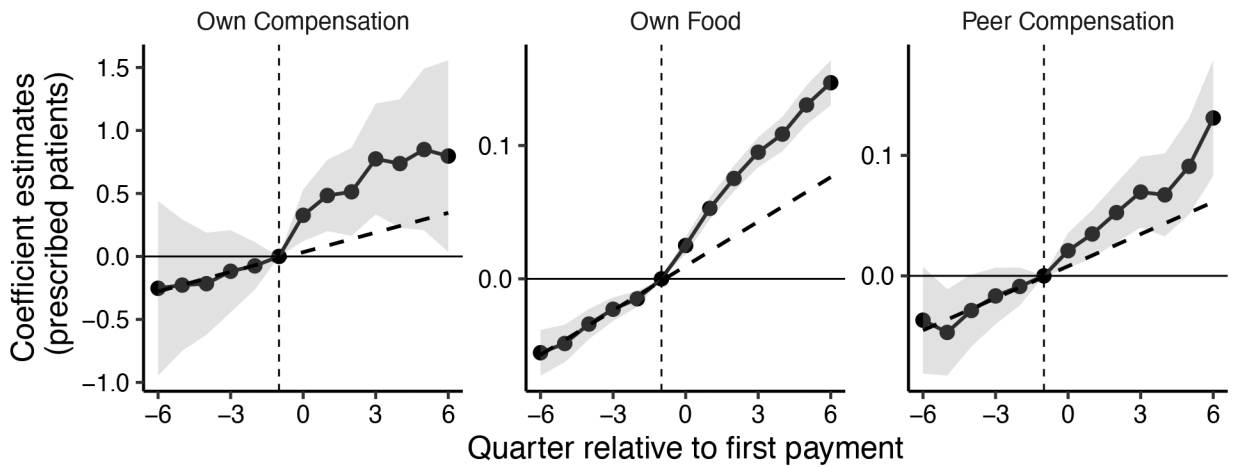 Own Compensation
Own Food
Peer Compensation
Coefficient estimates
(prescribed patients)
1.5
1.0
0.5
0.0
−0.5
−1.0
−6 −3 0 3 6
0.1
0.0
−6 −3 0 3 6
0.1
0.0
−6 −3 0 3 6
Quarter relative to first payment